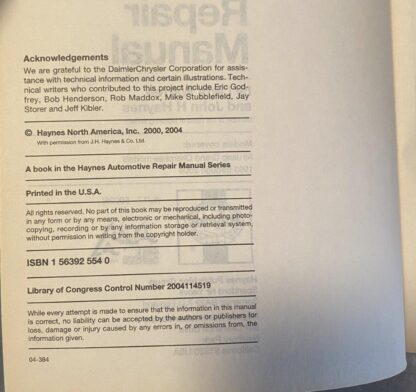 Acknowledgements
We are grateful to the DaimlerChrysler Corporation for assis-
tance with technical information and certain illustrations. Tech-
nical writers who contributed to this project include Eric God-
frey, Bob Henderson, Rob Maddox, Mike Stubblefield, Jay
Storer and Jeff Kibler.
© Haynes North America, Inc. 2000, 2004
With permission from J.H. Haynes & Co. Ltd.
A book in the Haynes Automotive Repair Manual Series
Printed in the U.S.A.
All rights reserved. No part of this book may be reproduced or transmitted
in any form or by any means, electronic or mechanical, including photo-
copying, recording or by any information storage or retrieval system,
without permission in writing from the copyright holder.
ISBN 1 56392 554 0
Library of Congress Control Number 2004114519
While every attempt is made to ensure that the information in this manual
is correct, no liability can be accepted by the authors or publishers for
loss, damage or injury caused by any errors in, or omissions from, the
information given.
04-384